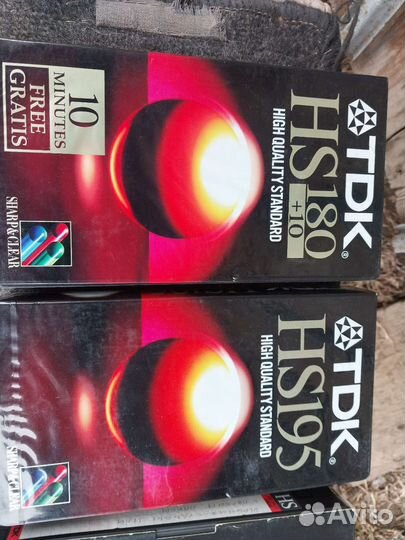 TDK
HS180
+10
HIGH QUALITY STANDARD
10
MINUTES
FREE
GRATIS
SHARP&CLEAR
TDK
HS195
HIGH QUALITY STANDARD
SHARP&CLEAR
HS
Avito